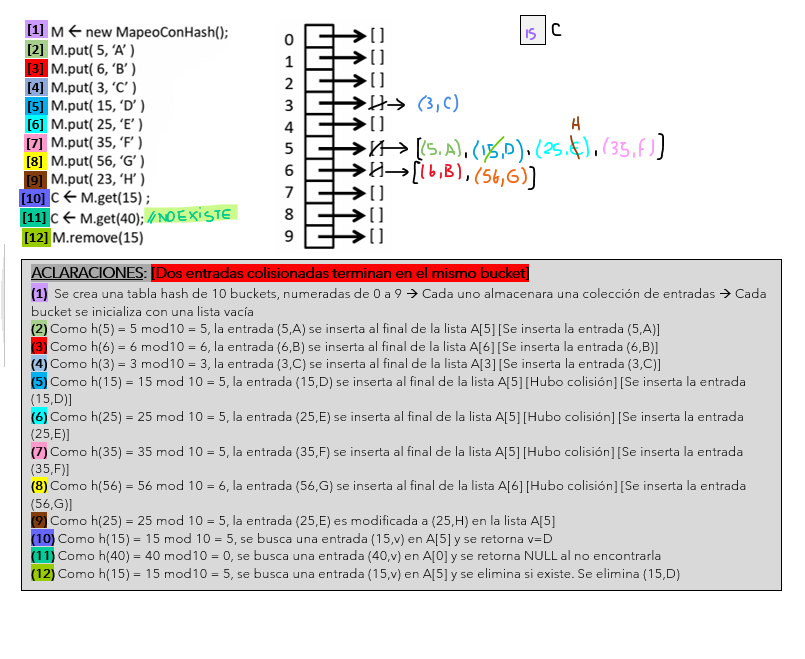 [1] M ← new MapeoConHash();
[2] M.put( 5, ‘A’ )
[3] M.put( 6, ‘B’ )
[4] M.put( 3, ‘C’ )
[5] M.put( 15, ‘D’ )
[6] M.put( 25, ‘E’ )
[7] M.put( 35, ‘F’ )
[8] M.put( 56, ‘G’ )
[9] M.put( 23, ‘H’ )
[10] C ← M.get(15) ;
[11] C ← M.get(40); //NO EXISTE
[12] M.remove(15)
0 → [ ]
1 → [ ]
2 → [ ]
3 → [ ] → (3, C)
4 → [ ]
H
5 → [ ] → [(5,A), (15,D), (25,E), (35,F)]
6 → [ ] → [(6,B), (56,G)]
7 → [ ]
8 → [ ]
9 → [ ]
15 C
ACLARACIONES: [Dos entradas colisionadas terminan en el mismo bucket]
(1) Se crea una tabla hash de 10 buckets, numeradas de 0 a 9 → Cada uno almacenara una colección de entradas → Cada
bucket se inicializa con una lista vacía
(2) Como h(5) = 5 mod10 = 5, la entrada (5,A) se inserta al final de la lista A[5] [Se inserta la entrada (5,A)]
(3) Como h(6) = 6 mod10 = 6, la entrada (6,B) se inserta al final de la lista A[6] [Se inserta la entrada (6,B)]
(4) Como h(3) = 3 mod10 = 3, la entrada (3,C) se inserta al final de la lista A[3] [Se inserta la entrada (3,C)]
(5) Como h(15) = 15 mod 10 = 5, la entrada (15,D) se inserta al final de la lista A[5] [Hubo colisión] [Se inserta la entrada
(15,D)]
(6) Como h(25) = 25 mod 10 = 5, la entrada (25,E) se inserta al final de la lista A[5] [Hubo colisión] [Se inserta la entrada
(25,E)]
(7) Como h(35) = 35 mod 10 = 5, la entrada (35,F) se inserta al final de la lista A[5] [Hubo colisión] [Se inserta la entrada
(35,F)]
(8) Como h(56) = 56 mod 10 = 6, la entrada (56,G) se inserta al final de la lista A[6] [Hubo colisión] [Se inserta la entrada
(56,G)]
(9) Como h(25) = 25 mod 10 = 5, la entrada (25,E) es modificada a (25,H) en la lista A[5]
(10) Como h(15) = 15 mod 10 = 5, se busca una entrada (15,v) en A[5] y se retorna v=D
(11) Como h(40) = 40 mod10 = 0, se busca una entrada (40,v) en A[0] y se retorna NULL al no encontrarla
(12) Como h(15) = 15 mod10 = 5, se busca una entrada (15,v) en A[5] y se elimina si existe. Se elimina (15,D)